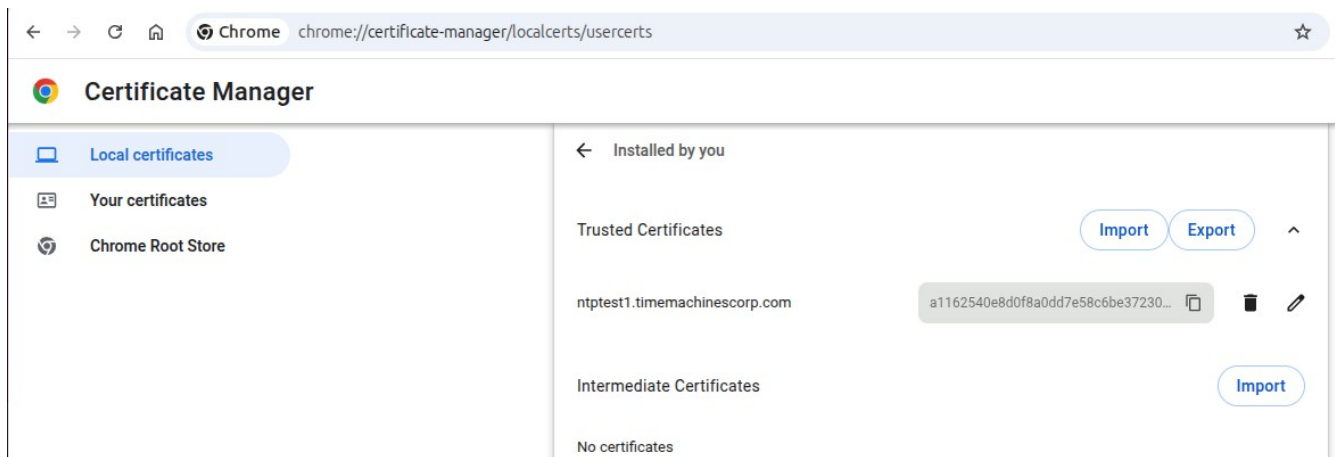 Chrome chrome://certificate-manager/localcerts/usercerts
Certificate Manager
Local certificates
Your certificates
Chrome Root Store
Installed by you
Trusted Certificates Import Export
ntptest1.timemachinescorp.com a1162540e8d0f8a0dd7e58c6be37230...
Intermediate Certificates Import
No certificates